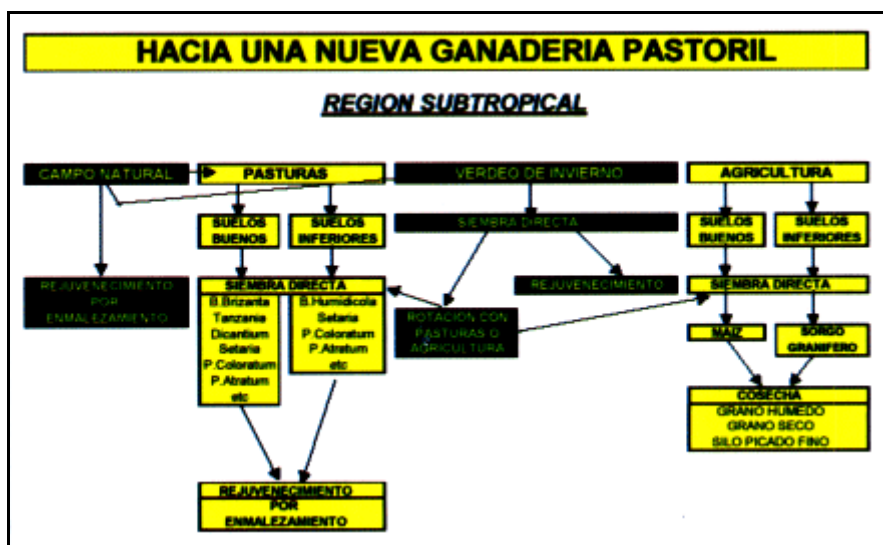 HACIA UNA NUEVA GANADERIA PASTORIL
REGION SUBTROPICAL
CAMPO NATURAL
PASTURAS
VERDEO DE INVIERNO
AGRICULTURA
SUELOS
BUENOS
SUELOS
INFERIORES
SIEMBRA DIRECTA
SUELOS
BUENOS
SUELOS
INFERIORES
REJUVENECIMIENTO
POR
ENMALEZAMIENTO
SIEMBRA DIRECTA
B.Brizanta
Tanzania
Dicantium
Setaria
P.Coloratum
P.Atratum
etc
B.Humidicola
Setaria
P.Coloratum
P.Atratum
etc
ROTACION CON
PASTURAS O
AGRICULTURA
REJUVENECIMIENTO
SIEMBRA DIRECTA
MAIZ
SORGO
GRANIFERO
COSECHA
GRANO HUMEDO
GRANO SECO
SILO PICADO FINO
REJUVENECIMIENTO
POR
ENMALEZAMIENTO